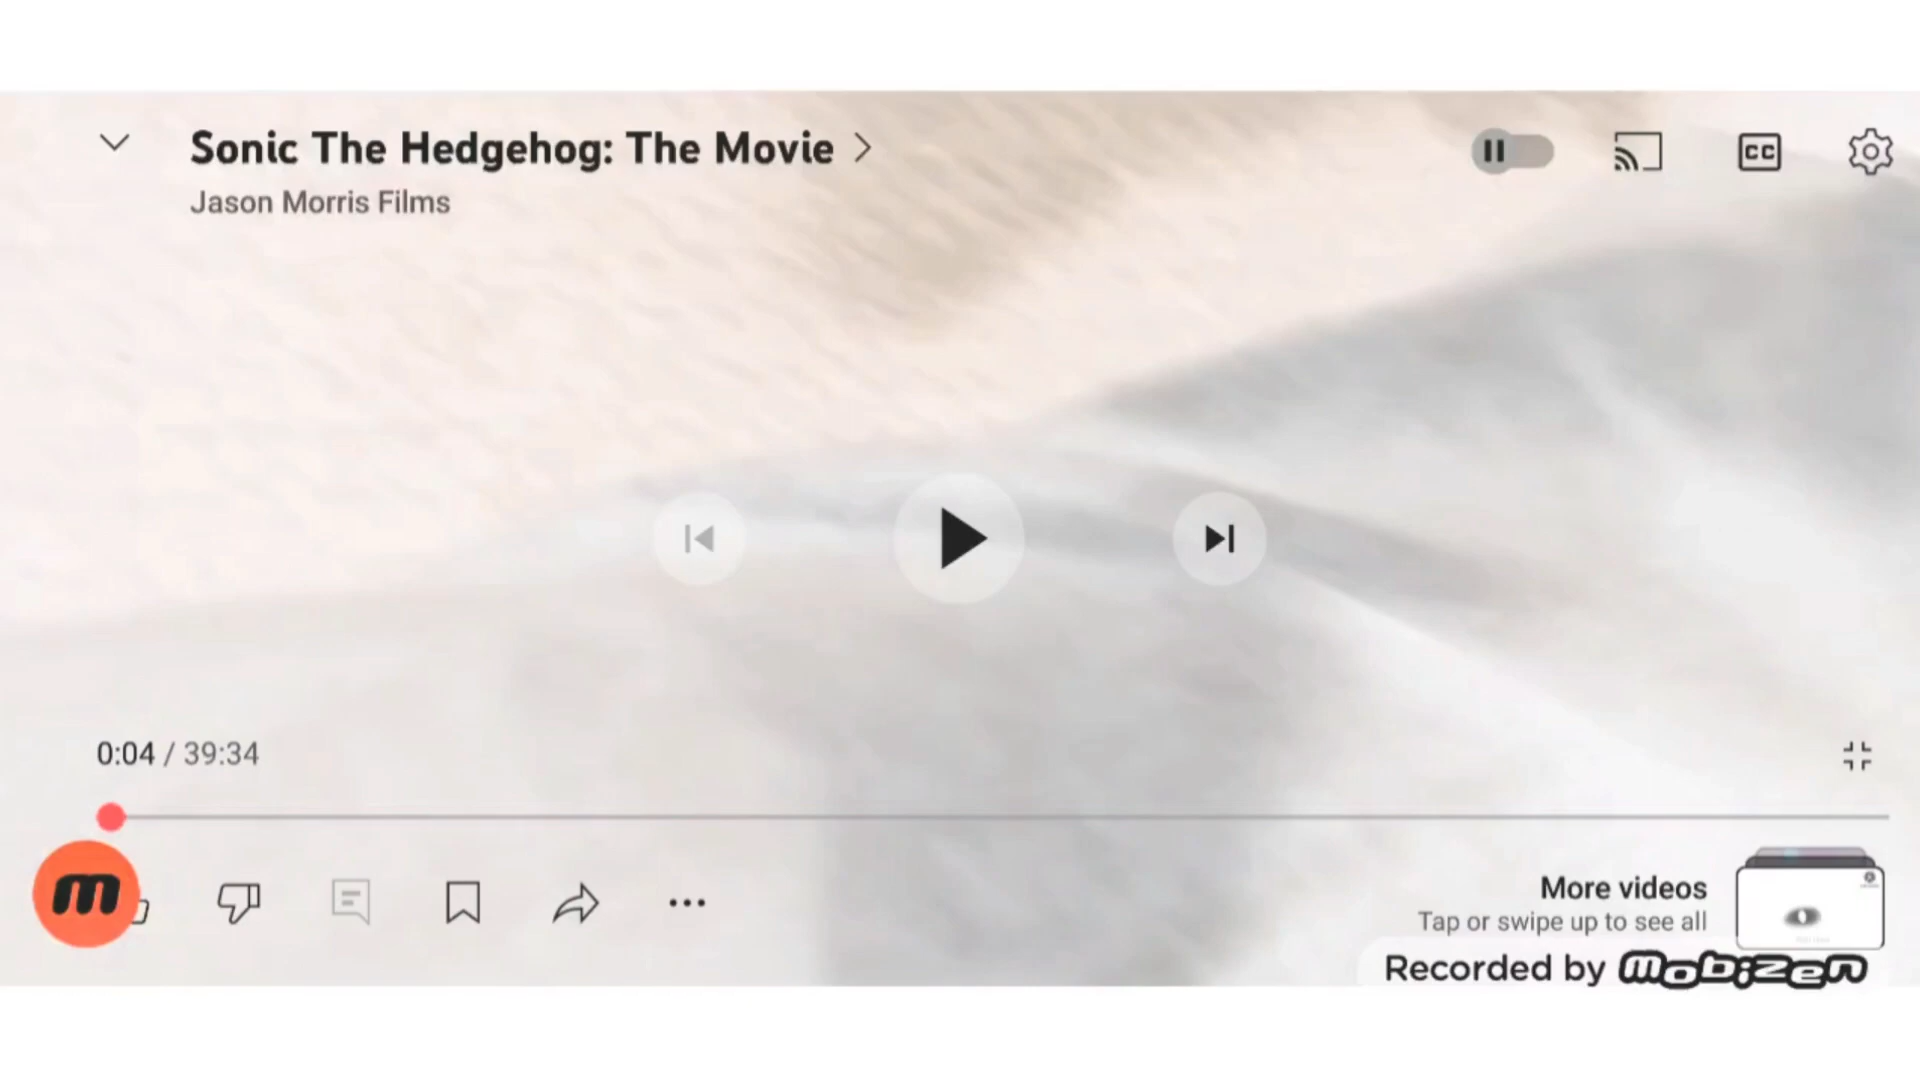 Sonic The Hedgehog: The Movie
Jason Morris Films
CC
0:04 / 39:34
m
More videos
Tap or swipe up to see all
Recorded by mobizen